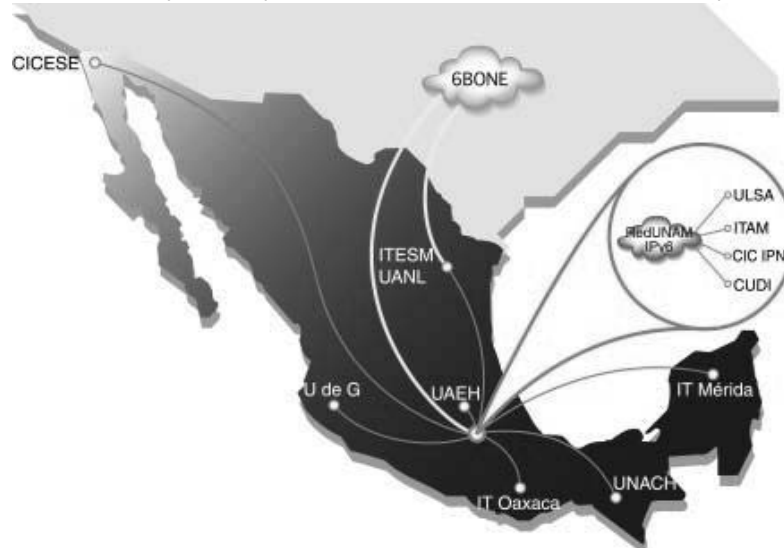 CICESE
6BONE
ULSA
RedUNAM
IPv6
ITAM
CIC IPN
CUDI
ITESM
UANL
U de G
UAEH
IT Mérida
IT Oaxaca
UNACH